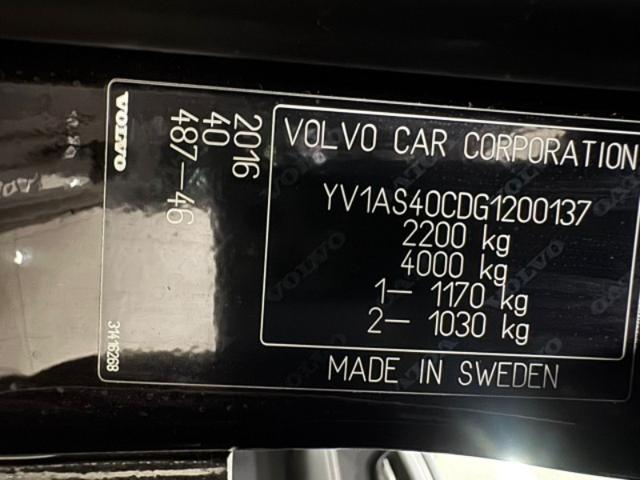 VOLVO
2016
40
487-46
31416268
VOLVO CAR CORPORATION
YV1AS40CDG1200137
2200 kg
4000 kg
1- 1170 kg
2- 1030 kg
MADE IN SWEDEN